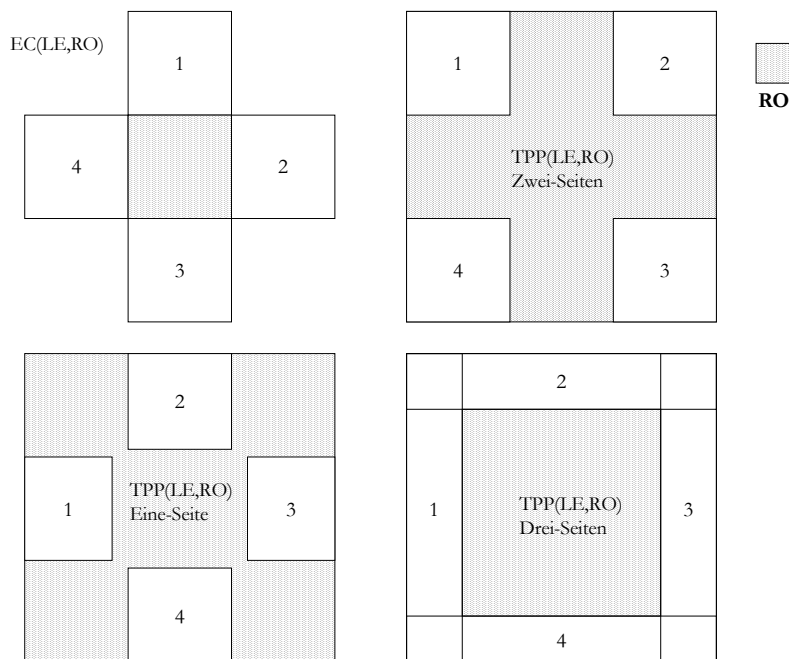 EC(LE,RO)
1
4
2
3
1
2
TPP(LE,RO)
Zwei-Seiten
4
3
RO
2
1
TPP(LE,RO)
Eine-Seite
3
4
2
1
TPP(LE,RO)
Drei-Seiten
3
4